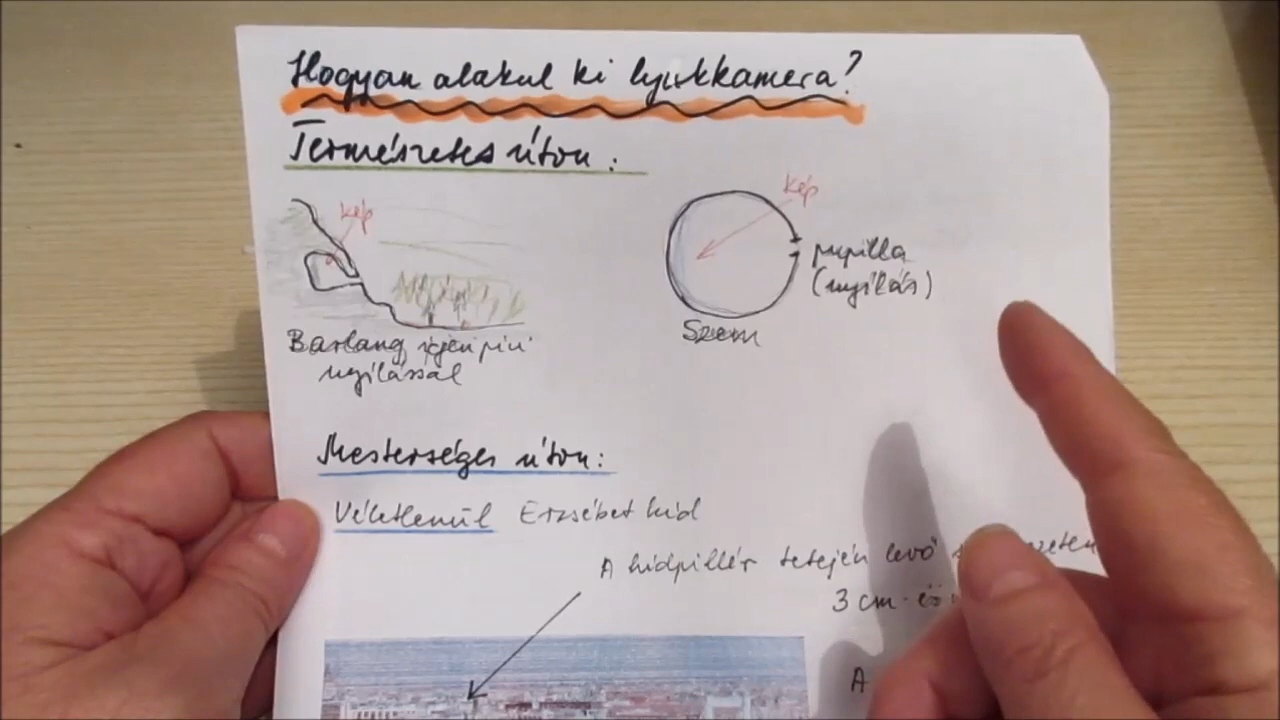 Hogyan alakul ki lyukkamera?
Természetes úton:
kép
Barlang igen pici
nyílással
kép
pupilla
(nyílás)
Szem
Mesterséges úton:
Véletlenül Erzsébet híd
A hídpillér tetején levő
3 cm-es
A